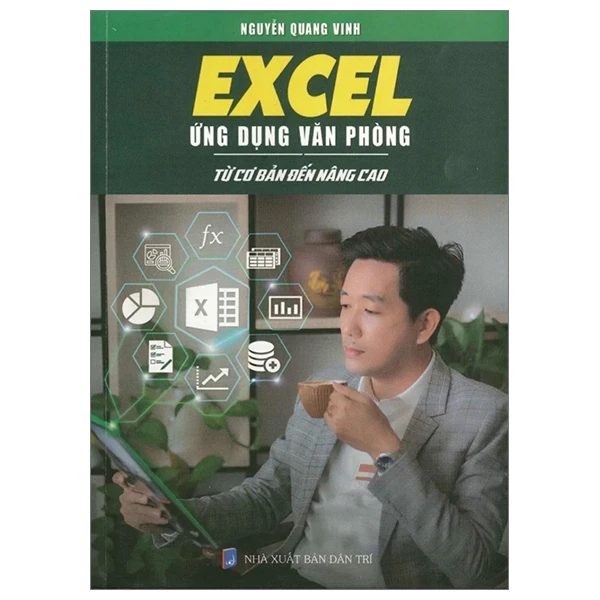 NGUYỄN QUANG VINH
EXCEL
ỨNG DỤNG VĂN PHÒNG
TỪ CƠ BẢN ĐẾN NÂNG CAO
fx
X
NHÀ XUẤT BẢN DÂN TRÍ